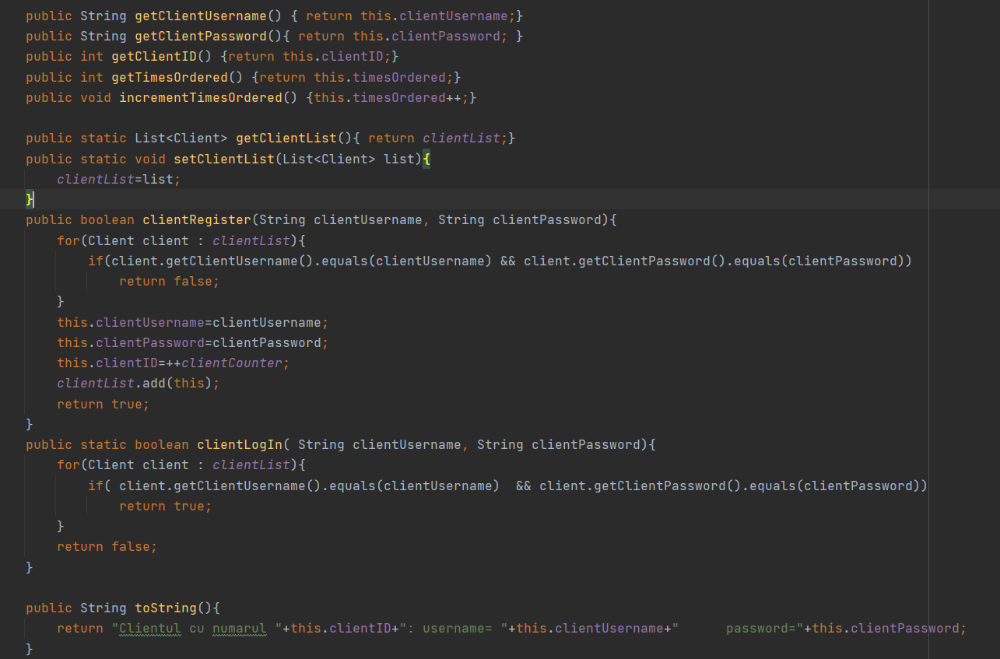 public String getClientUsername() { return this.clientUsername;}
public String getClientPassword(){ return this.clientPassword; }
public int getClientID() {return this.clientID;}
public int getTimesOrdered() {return this.timesOrdered;}
public void incrementTimesOrdered() {this.timesOrdered++;}

public static List<Client> getClientList(){ return clientList;}
public static void setClientList(List<Client> list){
    clientList=list;
}
public boolean clientRegister(String clientUsername, String clientPassword){
    for(Client client : clientList){
        if(client.getClientUsername().equals(clientUsername) && client.getClientPassword().equals(clientPassword))
            return false;
    }
    this.clientUsername=clientUsername;
    this.clientPassword=clientPassword;
    this.clientID=++clientCounter;
    clientList.add(this);
    return true;
}
public static boolean clientLogIn( String clientUsername, String clientPassword){
    for(Client client : clientList){
        if( client.getClientUsername().equals(clientUsername)  && client.getClientPassword().equals(clientPassword))
            return true;
    }
    return false;
}

public String toString(){
    return "Clientul cu numarul "+this.clientID+": username= "+this.clientUsername+"      password="+this.clientPassword;
}